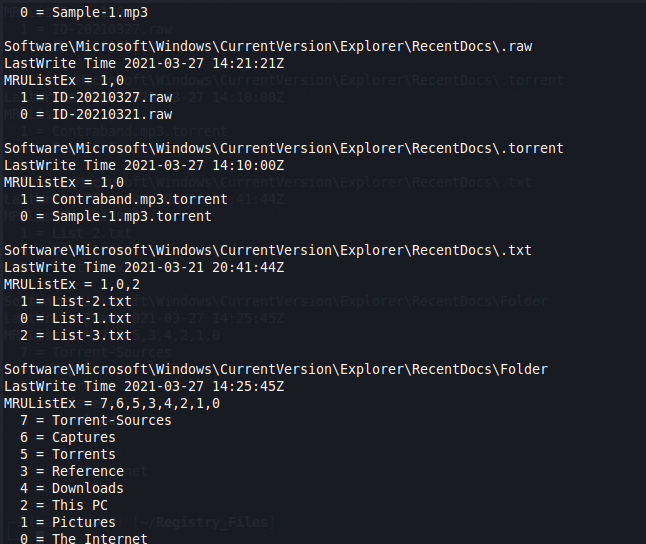 0 = Sample-1.mp3
Software\Microsoft\Windows\CurrentVersion\Explorer\RecentDocs\.raw
LastWrite Time 2021-03-27 14:21:21Z
MRUListEx = 1,0
1 = ID-20210327.raw
0 = ID-20210321.raw
Software\Microsoft\Windows\CurrentVersion\Explorer\RecentDocs\.torrent
LastWrite Time 2021-03-27 14:10:00Z
MRUListEx = 1,0
1 = Contraband.mp3.torrent
0 = Sample-1.mp3.torrent
Software\Microsoft\Windows\CurrentVersion\Explorer\RecentDocs\.txt
LastWrite Time 2021-03-21 20:41:44Z
MRUListEx = 1,0,2
1 = List-2.txt
0 = List-1.txt
2 = List-3.txt
Software\Microsoft\Windows\CurrentVersion\Explorer\RecentDocs\Folder
LastWrite Time 2021-03-27 14:25:45Z
MRUListEx = 7,6,5,3,4,2,1,0
7 = Torrent-Sources
6 = Captures
5 = Torrents
3 = Reference
4 = Downloads
2 = This PC
1 = Pictures
0 = The Internet